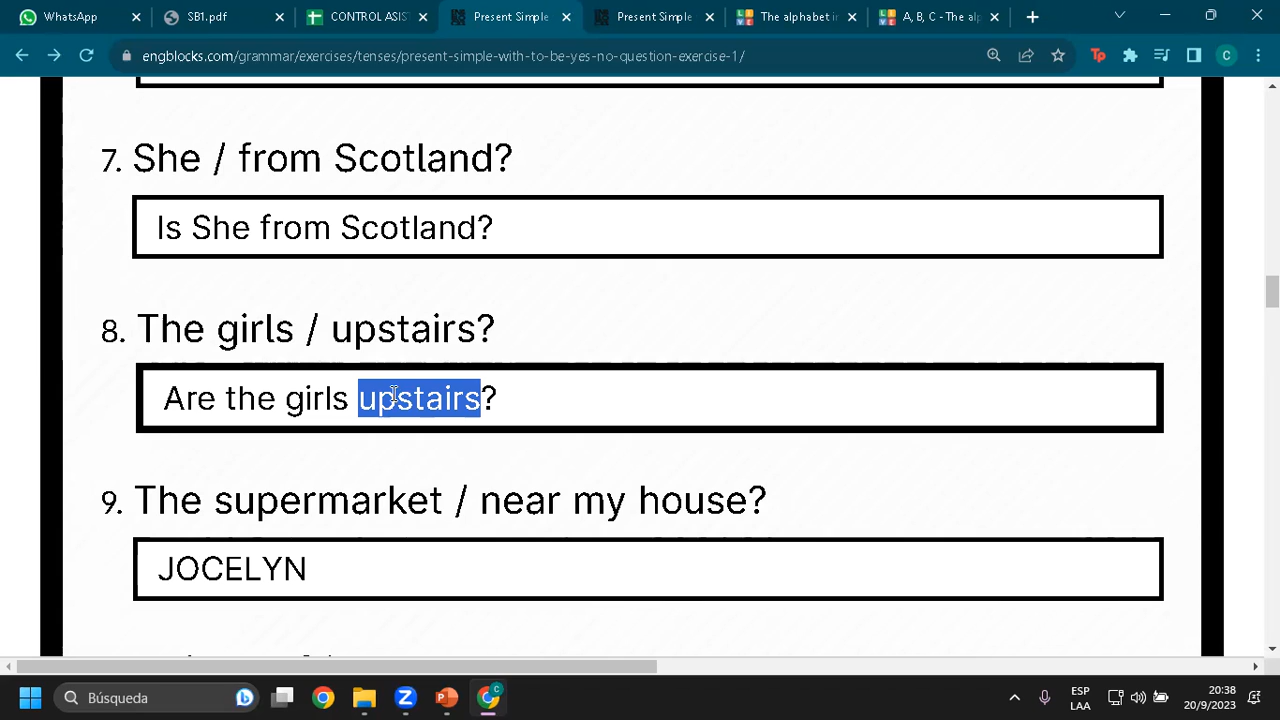 WhatsApp
SB1.pdf
CONTROL ASIST
Present Simple
Present Simple
The alphabet in
A, B, C - The alp
engblocks.com/grammar/exercises/tenses/present-simple-with-to-be-yes-no-question-exercise-1/
C
7. She / from Scotland?
Is She from Scotland?
8. The girls / upstairs?
Are the girls upstairs?
9. The supermarket / near my house?
JOCELYN
Búsqueda
ESP
LAA
20:38
20/9/2023